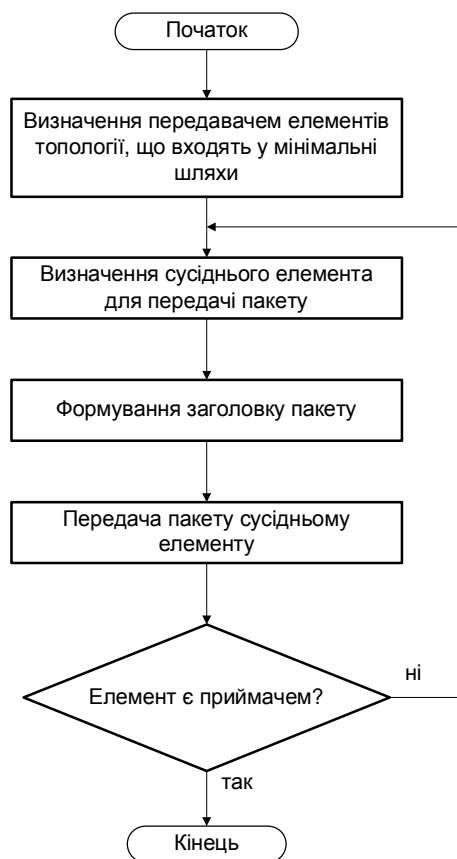 Початок
Визначення передавачем елементів
топології, що входять у мінімальні
шляхи
Визначення сусіднього елемента
для передачі пакету
Формування заголовку пакету
Передача пакету сусідньому
елементу
Елемент є приймачем?
ні
так
Кінець